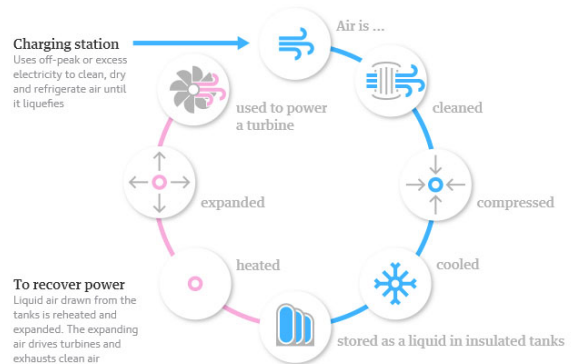 Air is ...
Charging station
Uses off-peak or excess
electricity to clean, dry
and refrigerate air until
it liquefies
cleaned
used to power
a turbine
compressed
expanded
cooled
heated
To recover power
Liquid air drawn from the
tanks is reheated and
expanded. The expanding
air drives turbines and
exhausts clean air
stored as a liquid in insulated tanks